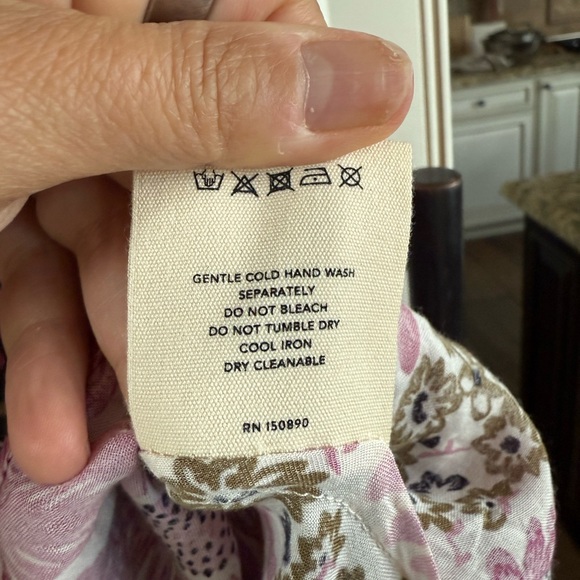 GENTLE COLD HAND WASH
SEPARATELY
DO NOT BLEACH
DO NOT TUMBLE DRY
COOL IRON
DRY CLEANABLE
RN 150890